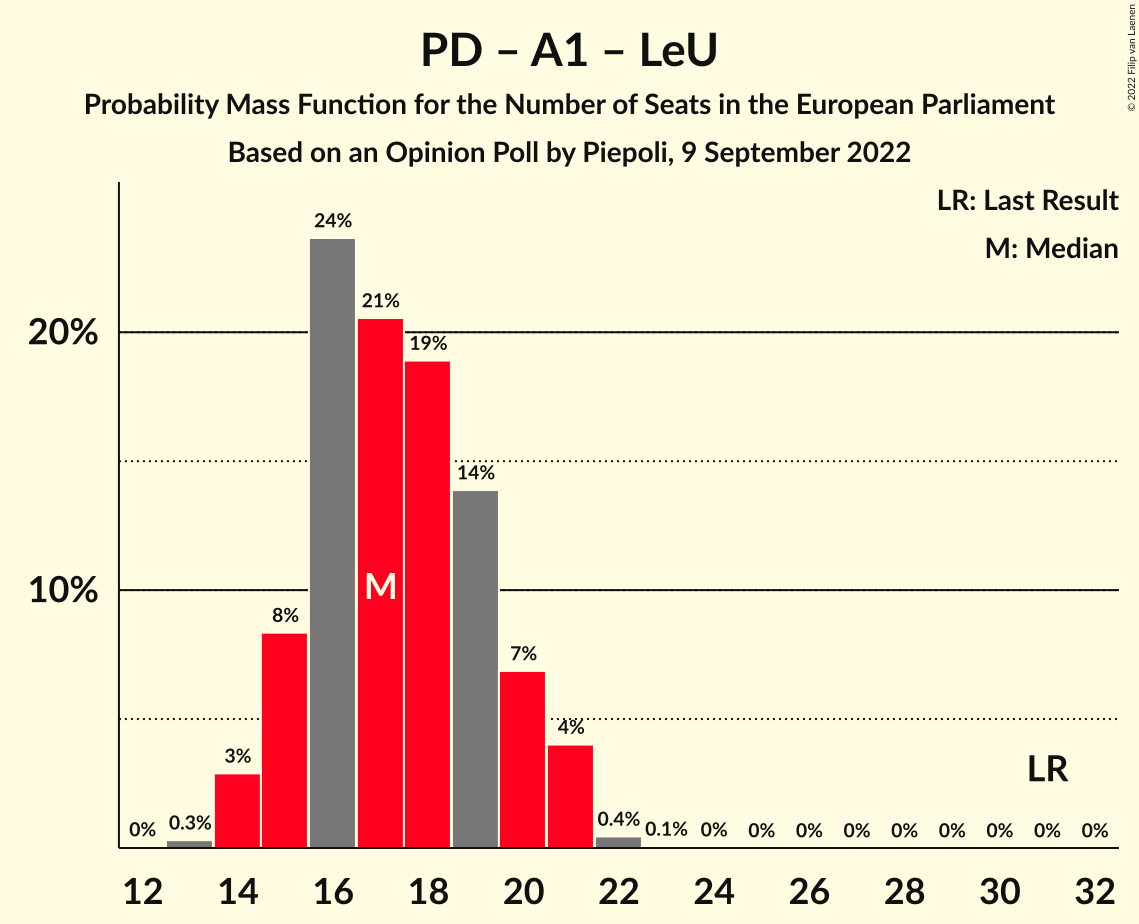 PD – A1 – LeU
Probability Mass Function for the Number of Seats in the European Parliament
Based on an Opinion Poll by Piepoli, 9 September 2022
© 2022 Filip van Laenen
LR: Last Result
M: Median
24%
21%
20%
19%
14%
10%
M
8%
7%
4%
3%
LR
0% 0.3% 0.4% 0.1% 0% 0% 0% 0% 0% 0% 0% 0% 0%
12 14 16 18 20 22 24 26 28 30 32